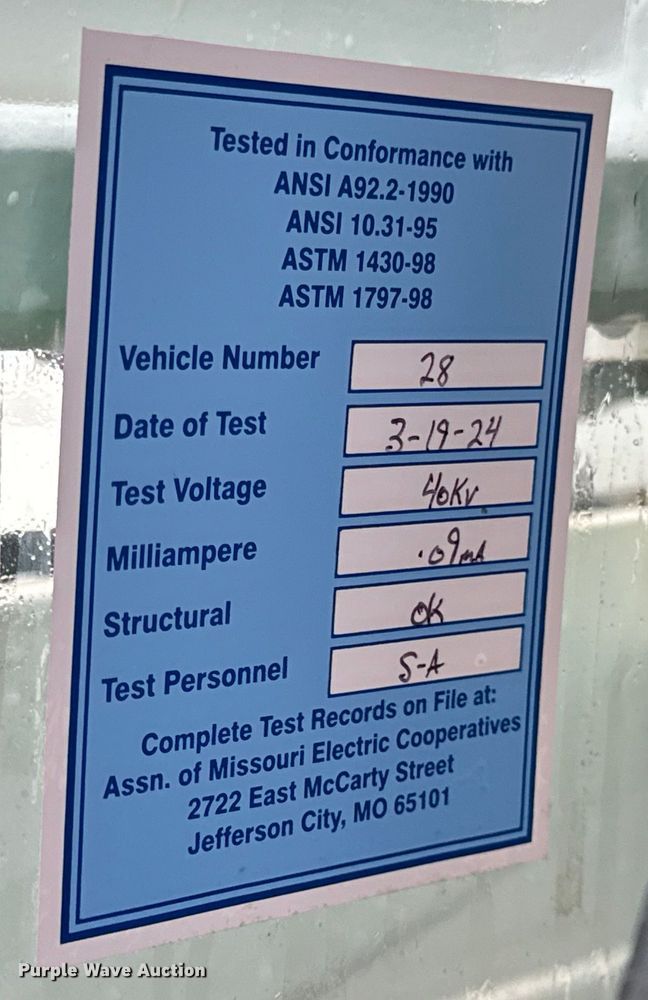 Tested in Conformance with
ANSI A92.2-1990
ANSI 10.31-95
ASTM 1430-98
ASTM 1797-98
Vehicle Number 28
Date of Test 3-19-24
Test Voltage 40Kv
Milliampere .09mA
Structural ok
Test Personnel S-A
Complete Test Records on File at:
Assn. of Missouri Electric Cooperatives
2722 East McCarty Street
Jefferson City, MO 65101
Purple Wave Auction